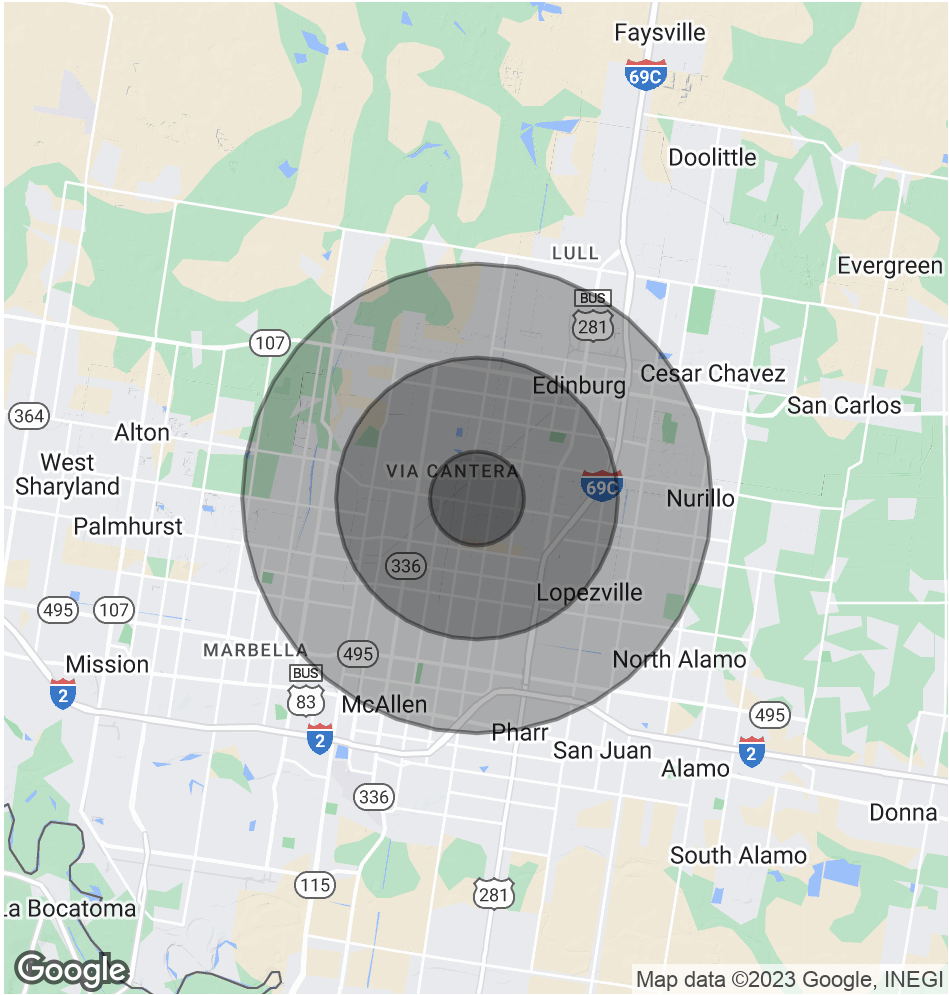 Faysville
69C
Doolittle
LULL
Evergreen
BUS
281
107
Cesar Chavez
Edinburg
San Carlos
364
Alton
West
Sharyland
VIA CANTERA
69C
Nurillo
Palmhurst
336
Lopezville
495
107
MARBELLA
495
North Alamo
Mission
BUS
83
2
McAllen
495
Pharr
2
San Juan
2
Alamo
336
Donna
South Alamo
115
281
La Bocatoma
Google
Map data ©2023 Google, INEGI